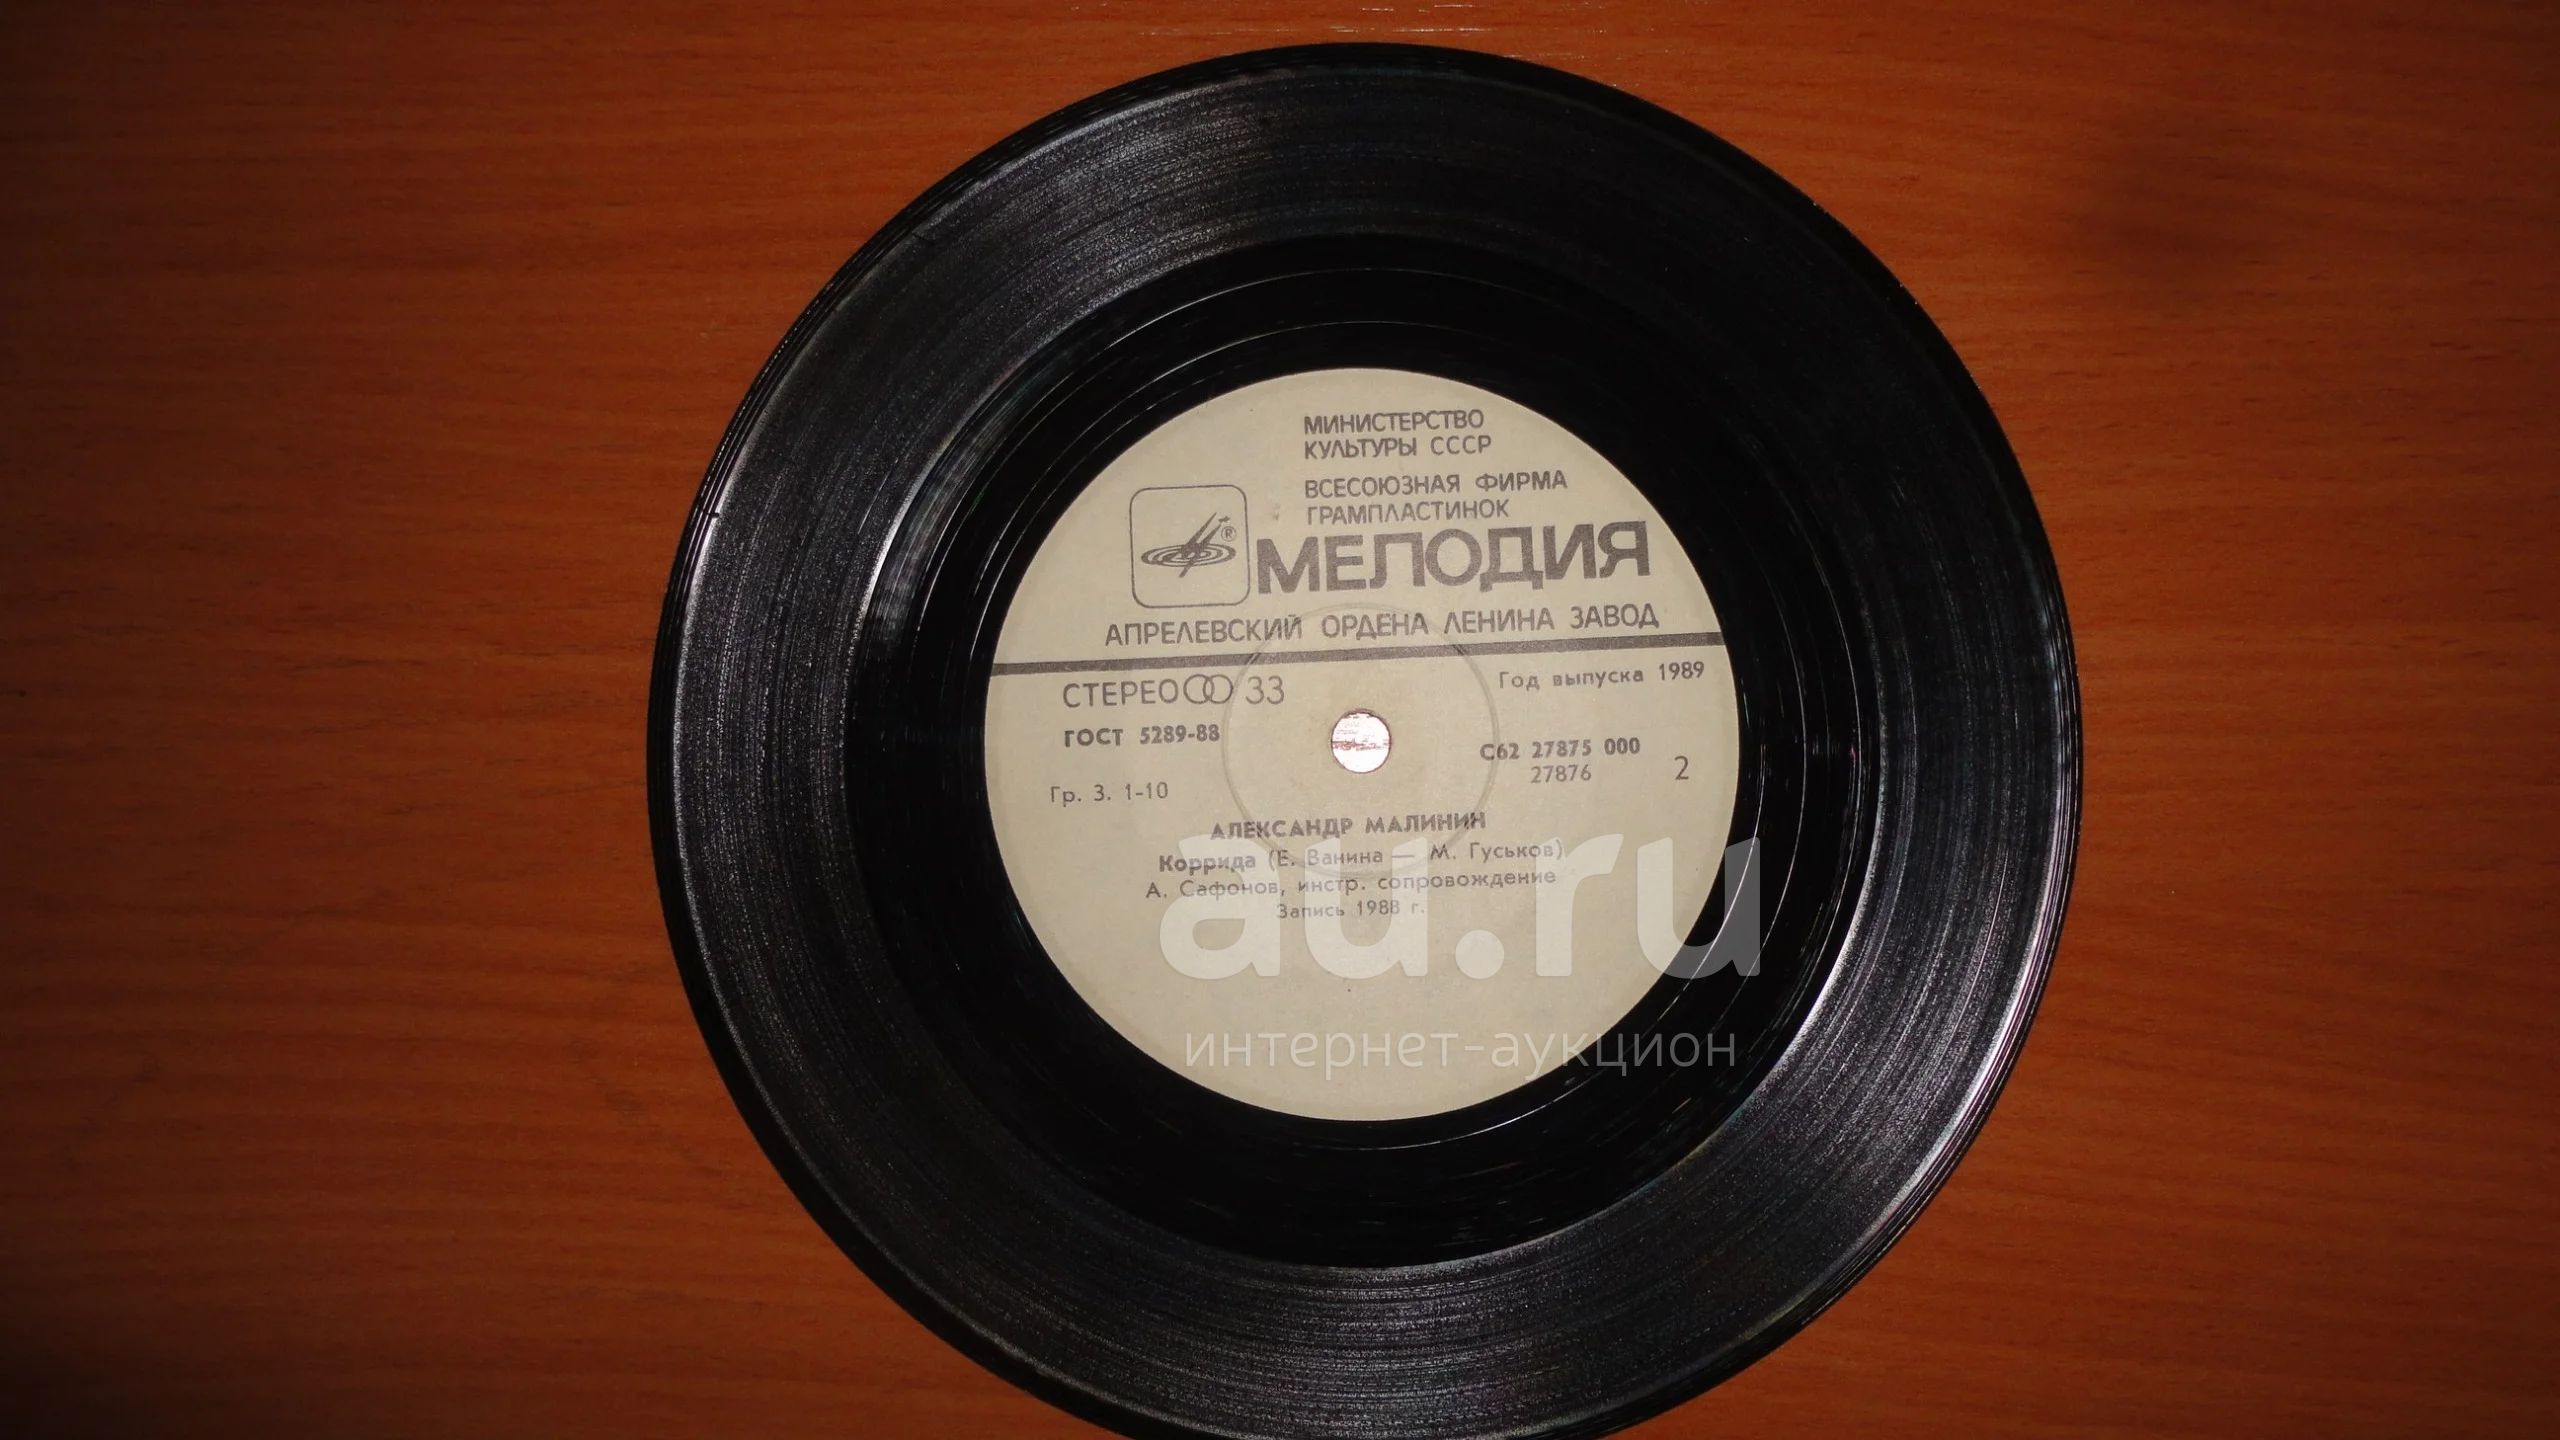 МИНИСТЕРСТВО
КУЛЬТУРЫ СССР
ВСЕСОЮЗНАЯ ФИРМА
ГРАМПЛАСТИНОК
® МЕЛОДИЯ
АПРЕЛЕВСКИЙ ОРДЕНА ЛЕНИНА ЗАВОД
СТЕРЕО 33
Год выпуска 1989
ГОСТ 5289-88
С62 27875 000
27876
2
Гр. 3. 1-10
АЛЕКСАНДР МАЛИНИН
Коррида (Е. Ванина — М. Гуськов)
А. Сафонов, инстр. сопровождение
Запись 1988 г.
au.ru
интернет-аукцион